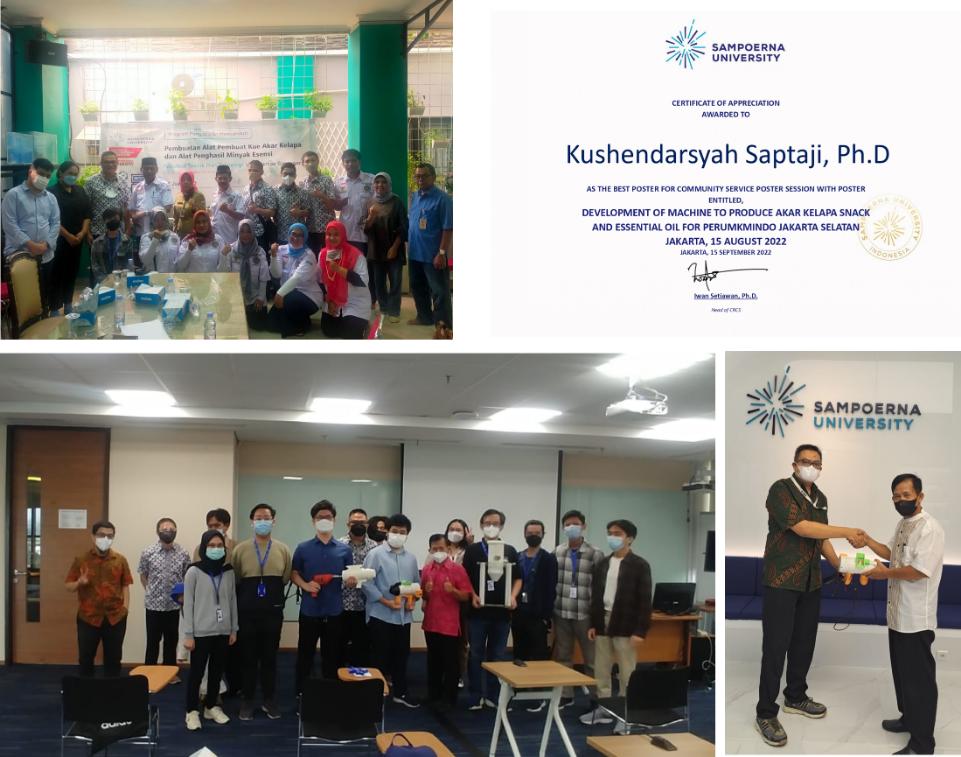 Pembuatan Alat Pembuat Kue Akar Kelapa
dan Alat Penghasil Minyak Esensi
SAMPOERNA
UNIVERSITY
CERTIFICATE OF APPRECIATION
AWARDED TO
Kushendarsyah Saptaji, Ph.D
AS THE BEST POSTER FOR COMMUNITY SERVICE POSTER SESSION WITH POSTER
ENTITLED,
DEVELOPMENT OF MACHINE TO PRODUCE AKAR KELAPA SNACK
AND ESSENTIAL OIL FOR PERUMKMINDO JAKARTA SELATAN
JAKARTA, 15 AUGUST 2022
JAKARTA, 15 SEPTEMBER 2022
Iwan Setiawan, Ph.D.
Head of CRCS
SAMPOERNA UNIVERSITY
INDONESIA
SAMPOERNA
UNIVERSITY